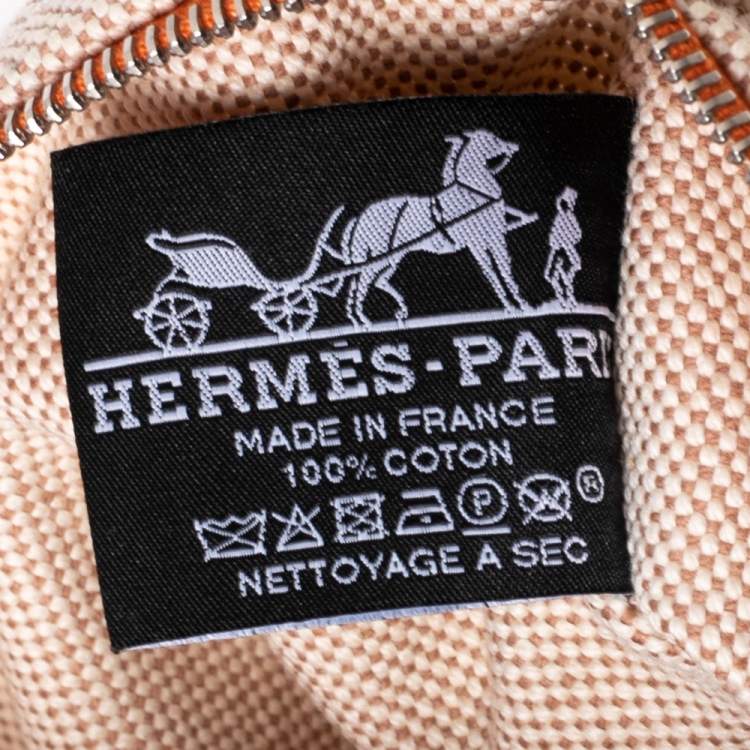 HERMÈS-PARI
MADE IN FRANCE
100% COTON
P ®
NETTOYAGE A SEC